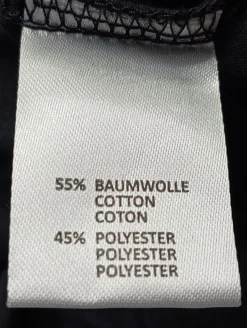 55% BAUMWOLLE
COTTON
COTON
45% POLYESTER
POLYESTER
POLYESTER